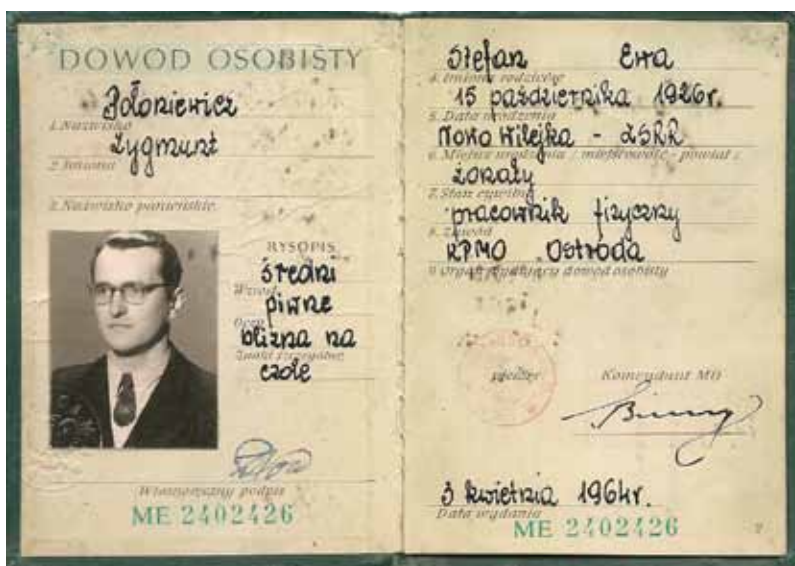 DOWÓD OSOBISTY
Połoniewicz
1. Nazwisko
Zygmunt
2. Imiona
3. Nazwisko panieńskie
RYSOPIS
średni
Wzrost
piwne
Oczy
blizna na
Znaki szczególne
czole
Własnoręczny podpis
ME 2402426
Stefan Ewa
4. Imiona rodziców
15 października 1926r.
5. Data urodzenia
Nowo Wilejka - ZSRR
6. Miejsce urodzenia / miejscowość - powiat /
żonaty
7. Stan cywilny
pracownik fizyczny
8. Zawód
KPMO Ostróda
9. Organ wydający dowód osobisty
Komendant MO
3 kwietnia 1964r.
Data wydania
ME 2402426